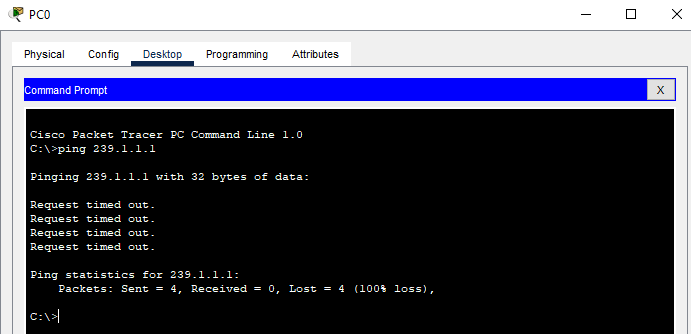 PC0
Physical Config Desktop Programming Attributes
Command Prompt X
Cisco Packet Tracer PC Command Line 1.0
C:\>ping 239.1.1.1
Pinging 239.1.1.1 with 32 bytes of data:
Request timed out.
Request timed out.
Request timed out.
Request timed out.
Ping statistics for 239.1.1.1:
    Packets: Sent = 4, Received = 0, Lost = 4 (100% loss),
C:\>